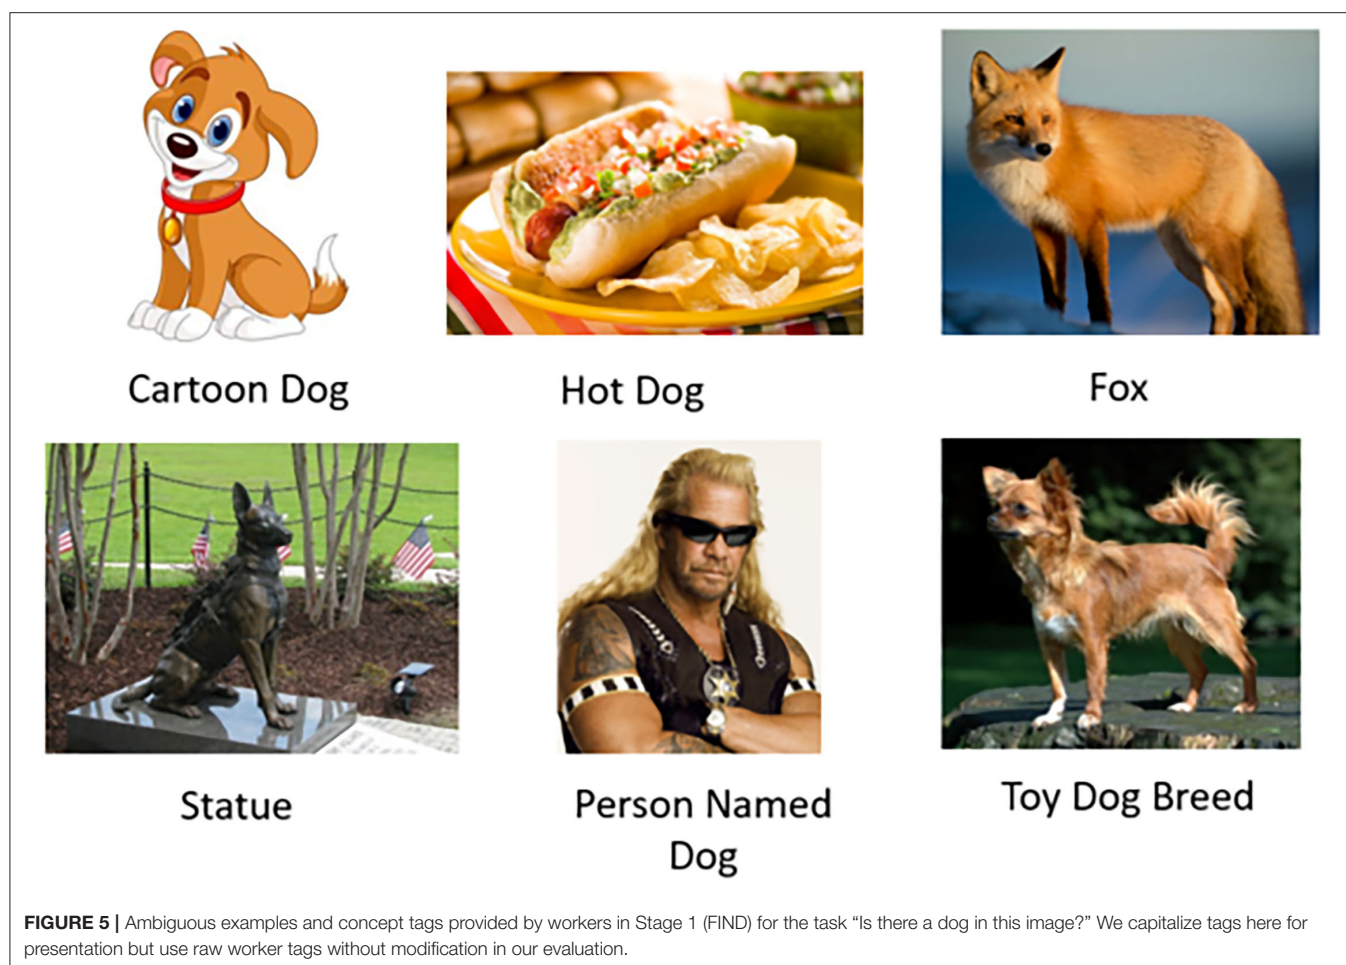 Cartoon Dog
Hot Dog
Fox
Statue
Person Named
Dog
Toy Dog Breed
FIGURE 5 | Ambiguous examples and concept tags provided by workers in Stage 1 (FIND) for the task “Is there a dog in this image?” We capitalize tags here for
presentation but use raw worker tags without modification in our evaluation.